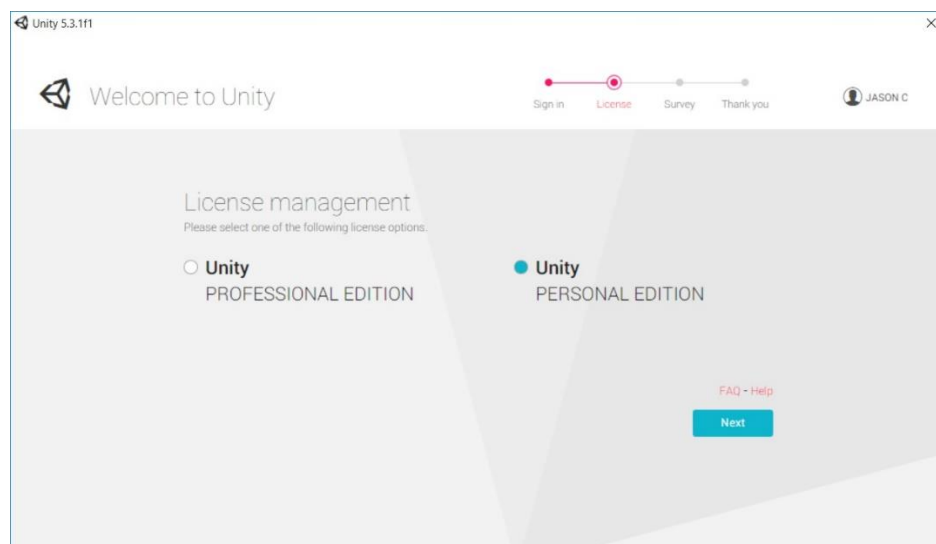 Unity 5.3.1f1
Welcome to Unity
Sign in License Survey Thank you
JASON C
License management
Please select one of the following license options.
Unity
PROFESSIONAL EDITION
Unity
PERSONAL EDITION
FAQ - Help
Next